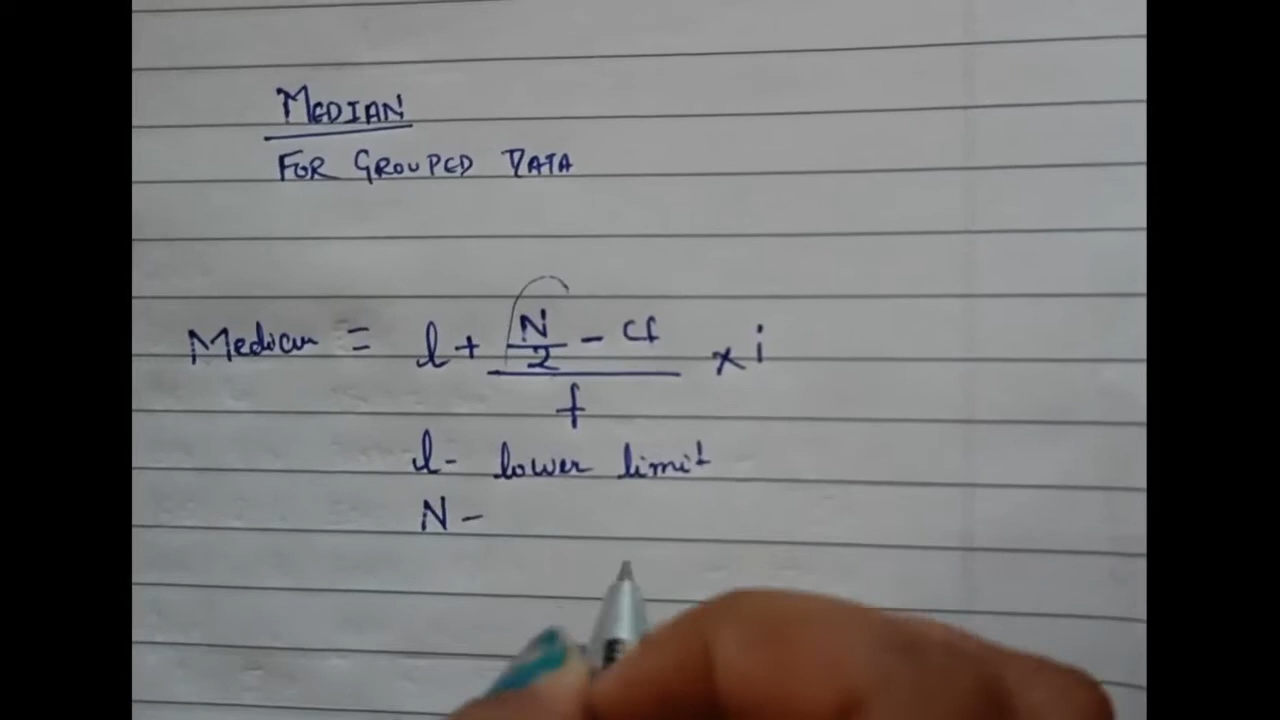 MEDIAN
FOR GROUPED DATA
Median = l + (N/2 - cf)/f × i
l - lower limit
N -